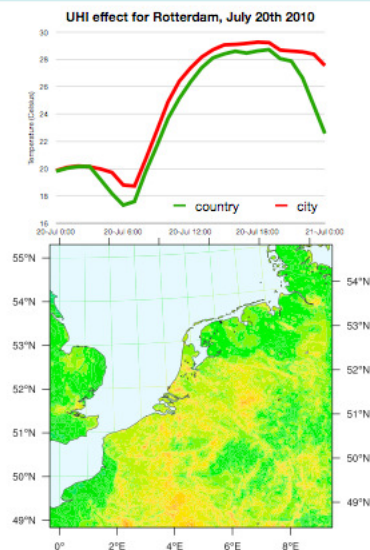 UHI effect for Rotterdam, July 20th 2010
30
28
26
24
22
20
18
16
Temperature (Celsius)
country city
20-Jul 0:00 20-Jul 6:00 20-Jul 12:00 20-Jul 18:00 21-Jul 0:00
55°N
54°N
53°N
52°N
51°N
50°N
49°N
54°N
53°N
52°N
51°N
50°N
49°N
0° 2°E 4°E 6°E 8°E